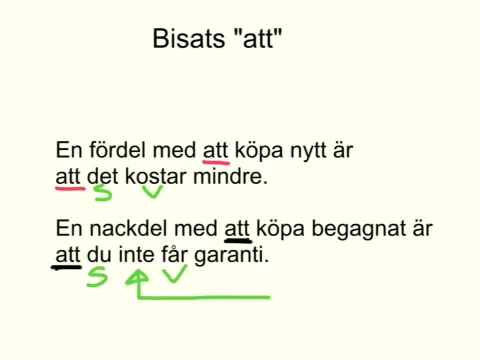 Bisats "att"
En fördel med att köpa nytt är
att det kostar mindre.
S V
En nackdel med att köpa begagnat är
att du inte får garanti.
S V